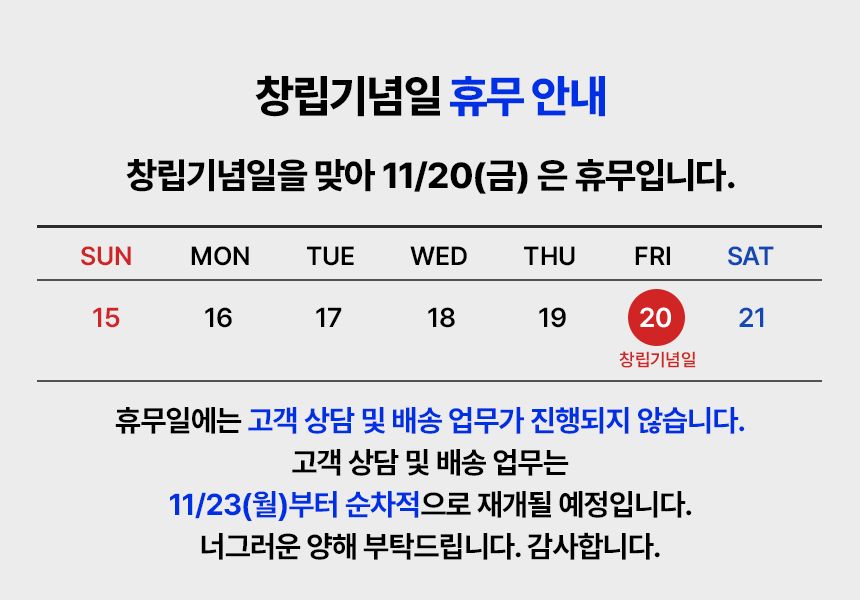 창립기념일 휴무 안내
창립기념일을 맞아 11/20(금) 은 휴무입니다.
SUN MON TUE WED THU FRI SAT
15 16 17 18 19 20 21
창립기념일
휴무일에는 고객 상담 및 배송 업무가 진행되지 않습니다.
고객 상담 및 배송 업무는
11/23(월)부터 순차적으로 재개될 예정입니다.
너그러운 양해 부탁드립니다. 감사합니다.